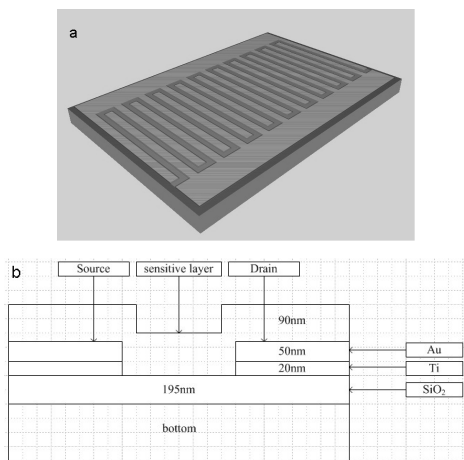 a
b
Source
sensitive layer
Drain
90nm
50nm
Au
20nm
Ti
195nm
SiO₂
bottom